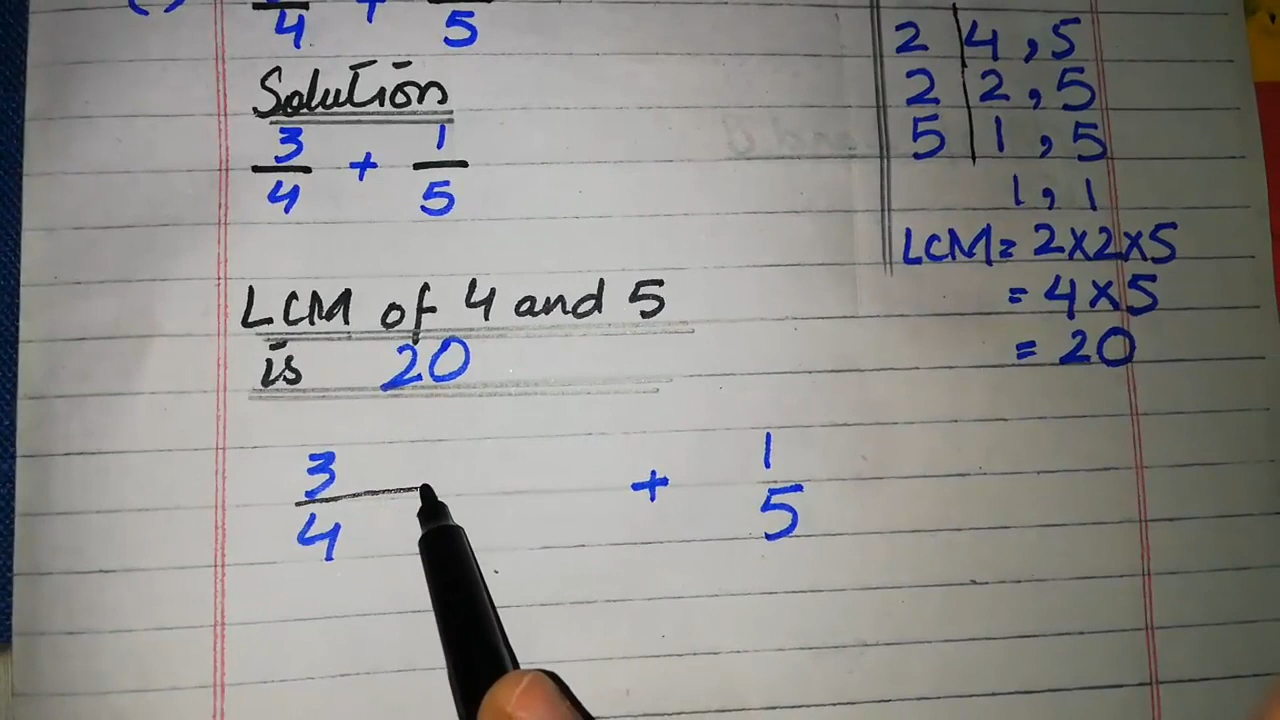 4 + 5
Solution
3/4 + 1/5
LCM of 4 and 5
is 20
3/4 + 1/5
2 | 4, 5
2 | 2, 5
5 | 1, 5
1, 1
LCM = 2×2×5
= 4×5
= 20